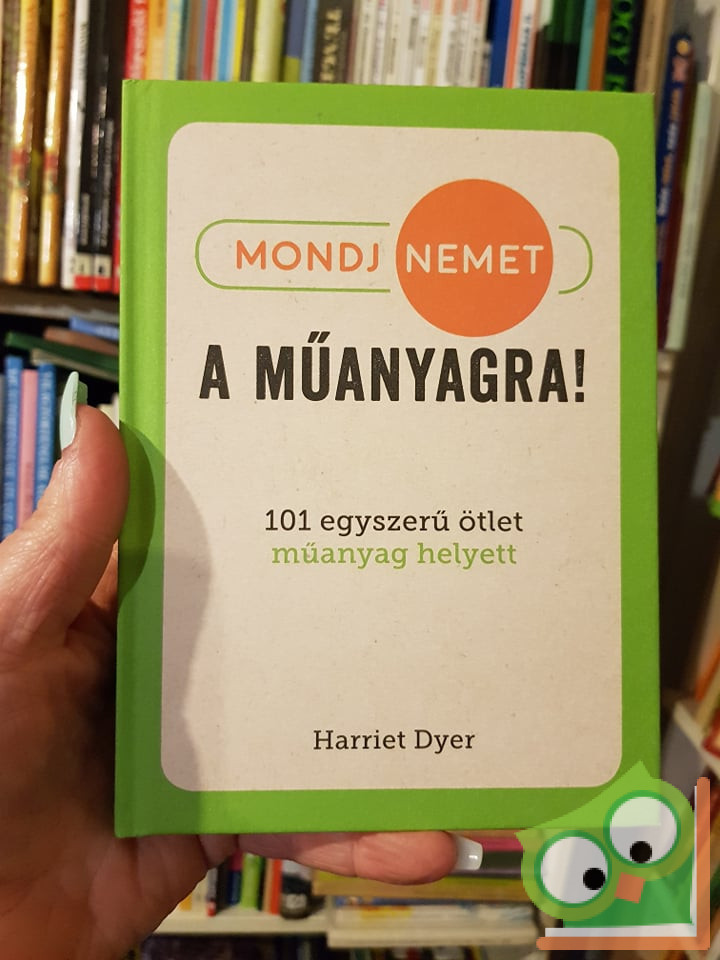 MONDJ NEMET
A MŰANYAGRA!
101 egyszerű ötlet
műanyag helyett
Harriet Dyer